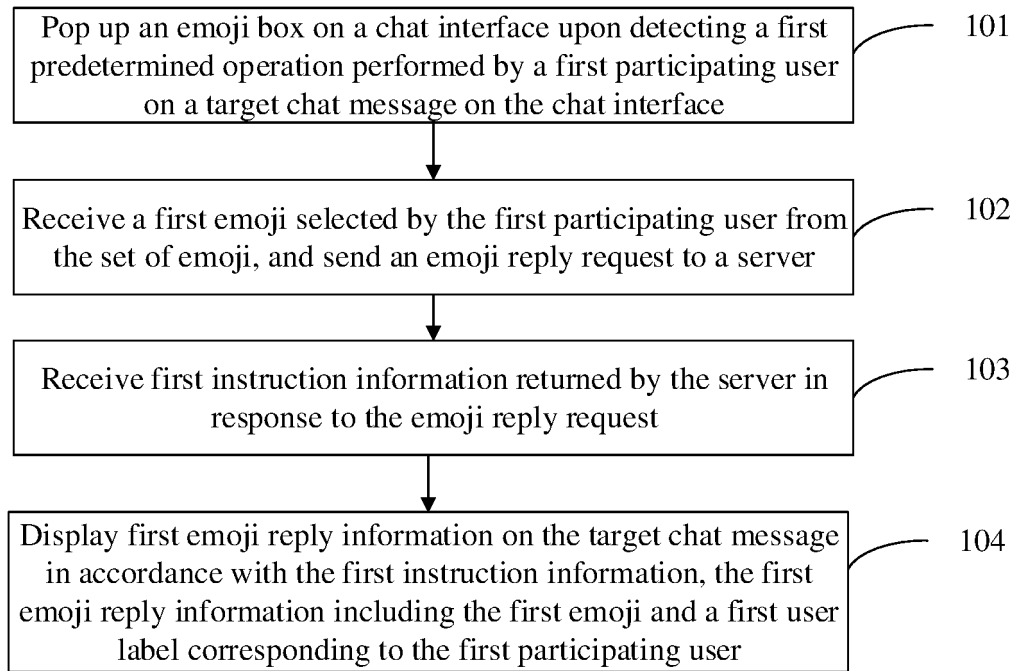 Pop up an emoji box on a chat interface upon detecting a first
predetermined operation performed by a first participating user
on a target chat message on the chat interface
101
Receive a first emoji selected by the first participating user from
the set of emoji, and send an emoji reply request to a server
102
Receive first instruction information returned by the server in
response to the emoji reply request
103
Display first emoji reply information on the target chat message
in accordance with the first instruction information, the first
emoji reply information including the first emoji and a first user
label corresponding to the first participating user
104